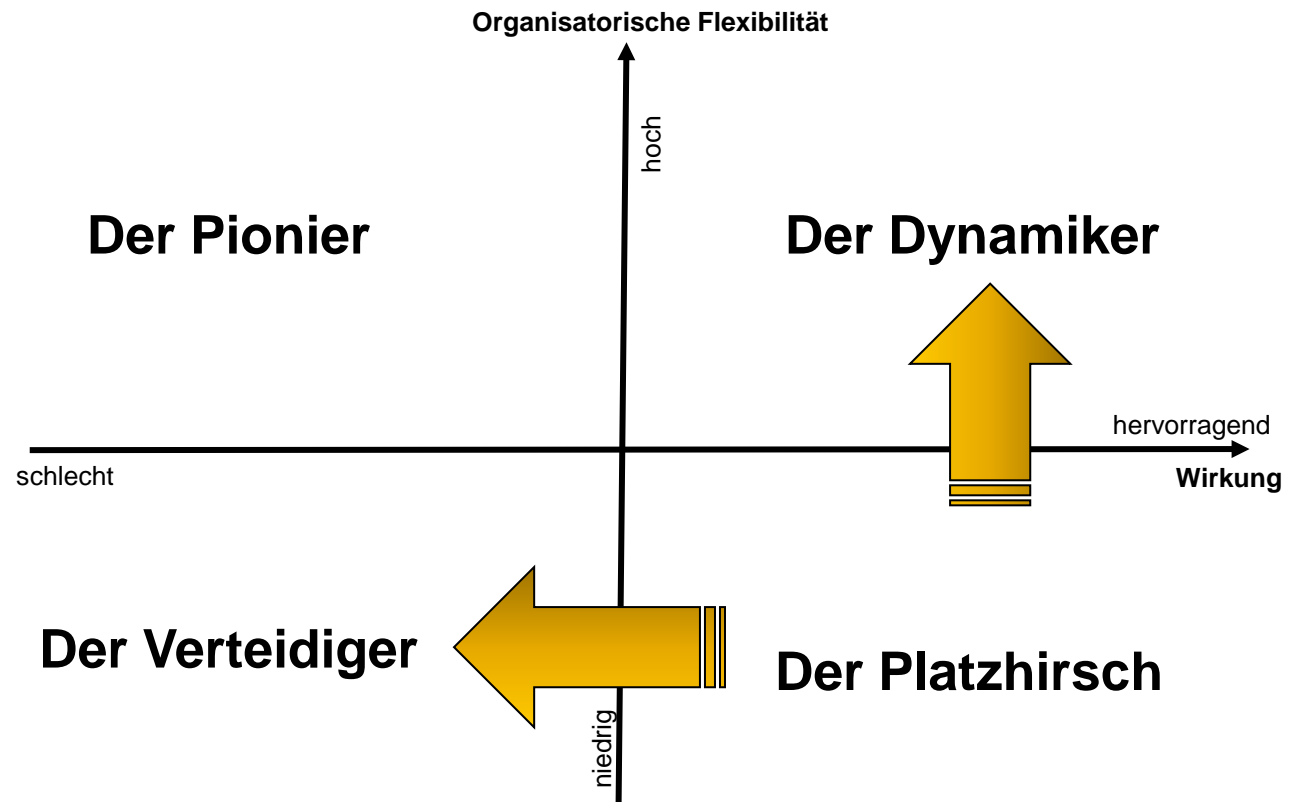 Organisatorische Flexibilität
hoch
Der Pionier
Der Dynamiker
hervorragend
schlecht
Wirkung
Der Verteidiger
Der Platzhirsch
niedrig